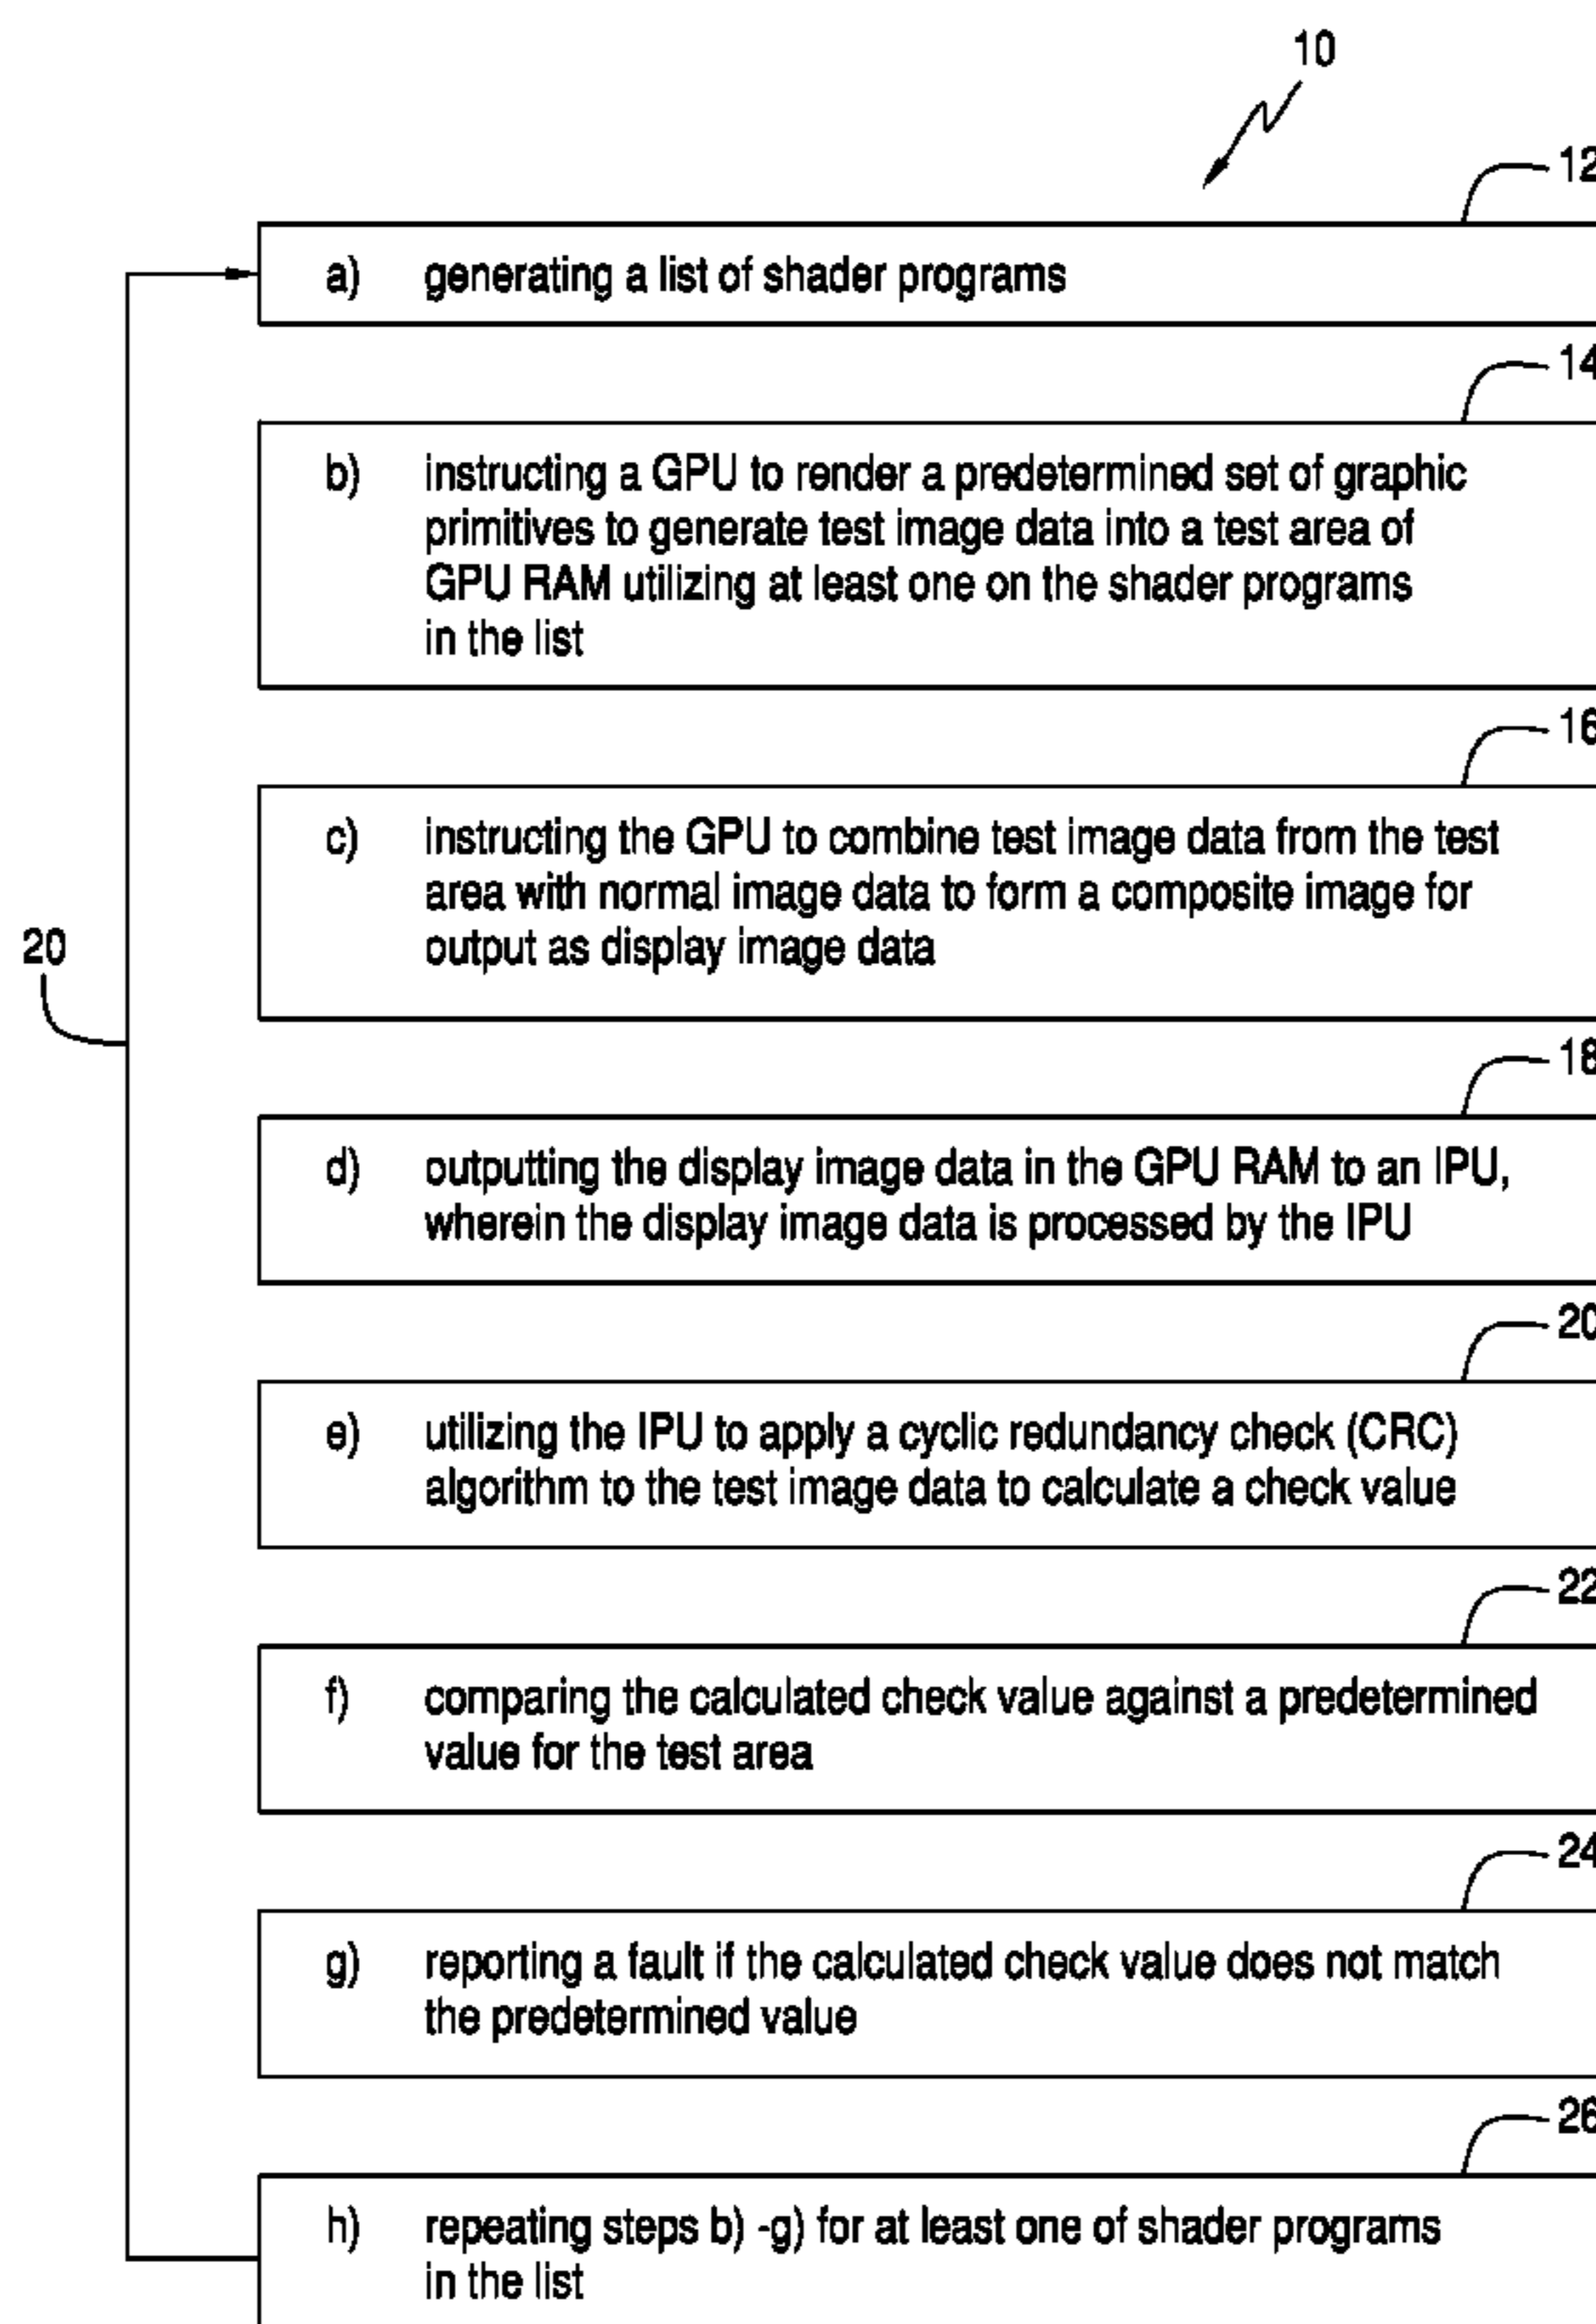 10
12
a) generating a list of shader programs
14
b) instructing a GPU to render a predetermined set of graphic
primitives to generate test image data into a test area of
GPU RAM utilizing at least one on the shader programs
in the list
16
c) instructing the GPU to combine test image data from the test
area with normal image data to form a composite image for
output as display image data
20
18
d) outputting the display image data in the GPU RAM to an IPU,
wherein the display image data is processed by the IPU
20
e) utilizing the IPU to apply a cyclic redundancy check (CRC)
algorithm to the test image data to calculate a check value
22
f) comparing the calculated check value against a predetermined
value for the test area
24
g) reporting a fault if the calculated check value does not match
the predetermined value
26
h) repeating steps b) -g) for at least one of shader programs
in the list